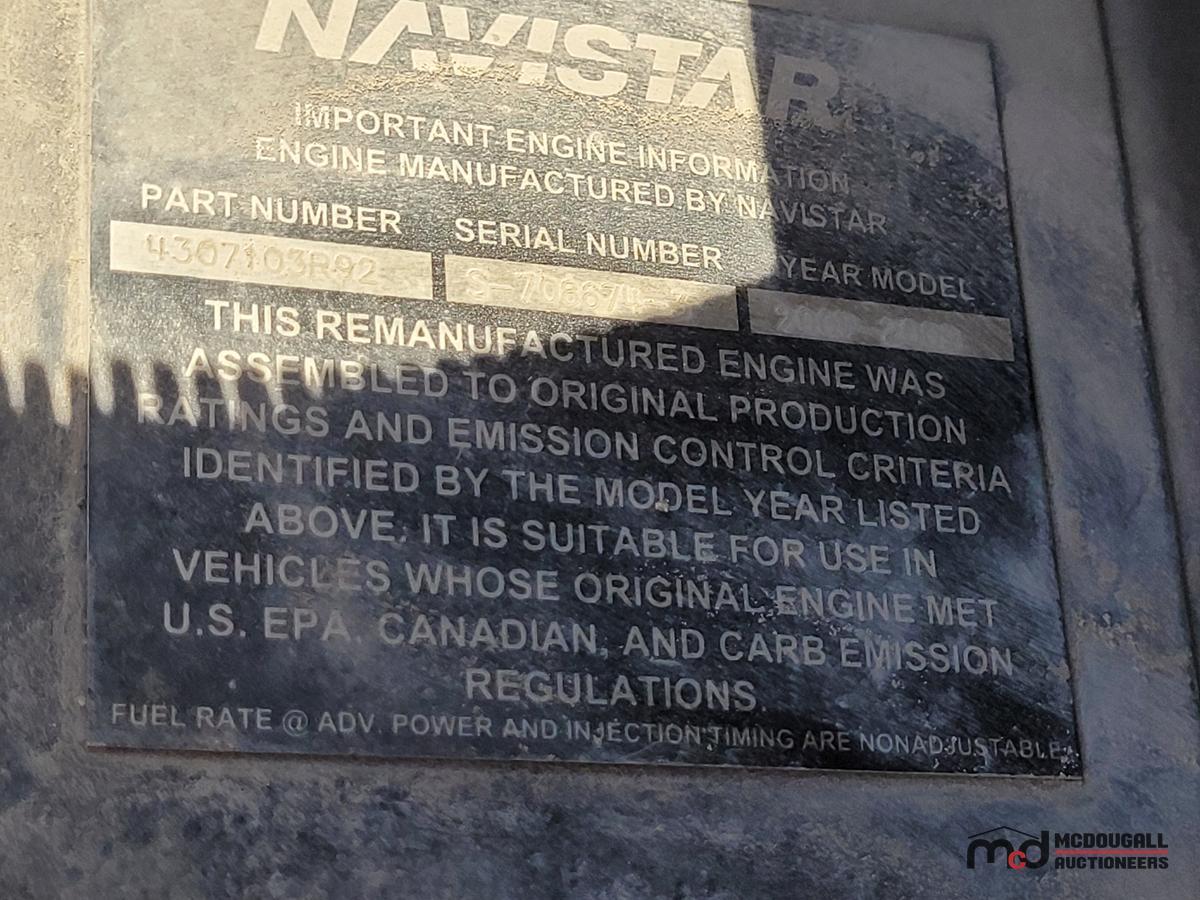 NAVISTAR
IMPORTANT ENGINE INFORMATION
ENGINE MANUFACTURED BY NAVISTAR
PART NUMBER SERIAL NUMBER YEAR MODEL
4307103R92
THIS REMANUFACTURED ENGINE WAS
ASSEMBLED TO ORIGINAL PRODUCTION
RATINGS AND EMISSION CONTROL CRITERIA
IDENTIFIED BY THE MODEL YEAR LISTED
ABOVE. IT IS SUITABLE FOR USE IN
VEHICLES WHOSE ORIGINAL ENGINE MET
U.S. EPA, CANADIAN, AND CARB EMISSION
REGULATIONS.
FUEL RATE @ ADV. POWER AND INJECTION TIMING ARE NONADJUSTABLE
mcd MCDOUGALL
AUCTIONEERS